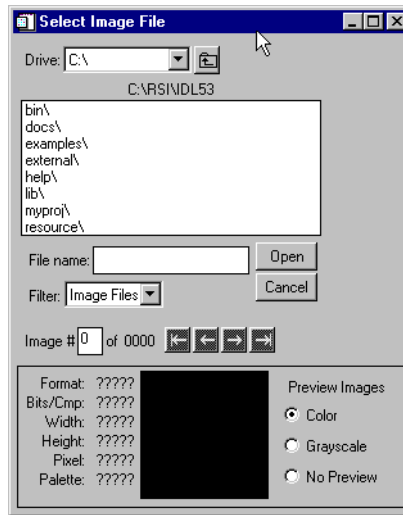 Select Image File
Drive: C:\
C:\RSI\IDL53
bin\
docs\
examples\
external\
help\
lib\
myproj\
resource\
File name:
Open
Filter: Image Files
Cancel
Image # 0 of 0000
Format: ?????
Bits/Cmp: ?????
Width: ?????
Height: ?????
Pixel: ?????
Palette: ?????
Preview Images
Color
Grayscale
No Preview